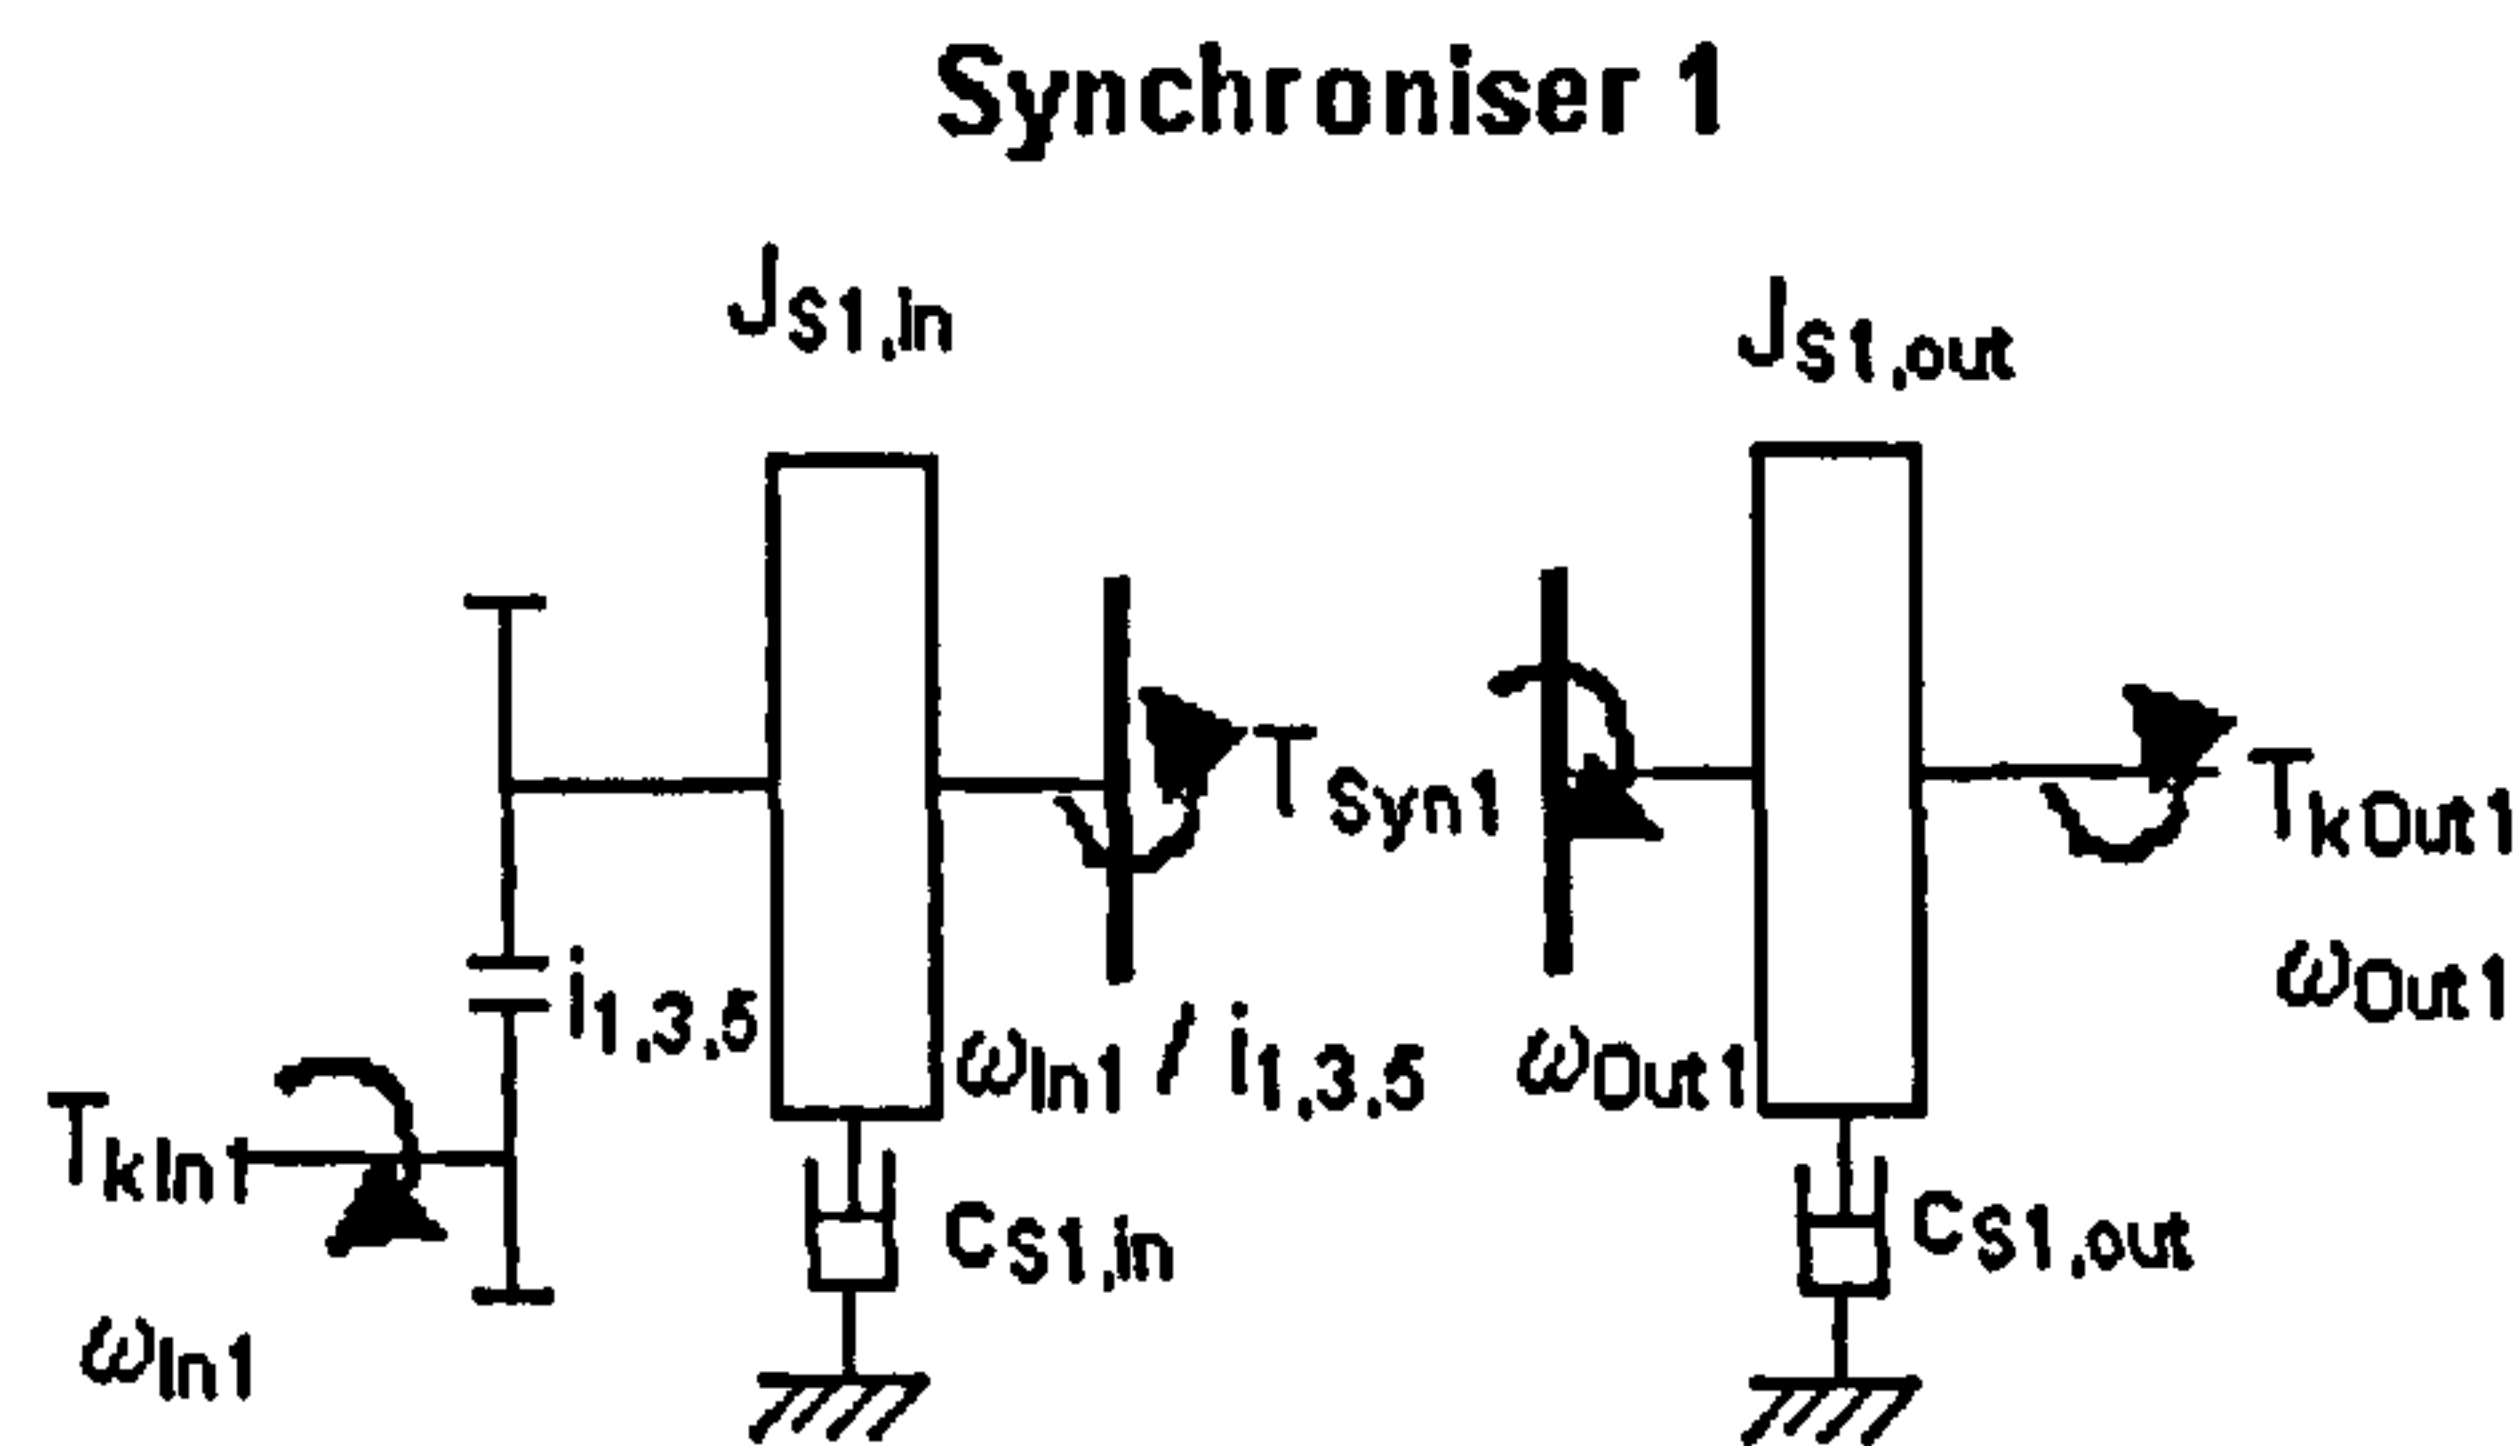 Synchroniser 1
JS1,in
JS1,out
TSyn1
TKOut1
i1,3,5
ωOut1
TKIn1
ωIn1 / i1,3,5
ωOut1
CS1,in
CS1,out
ωIn1